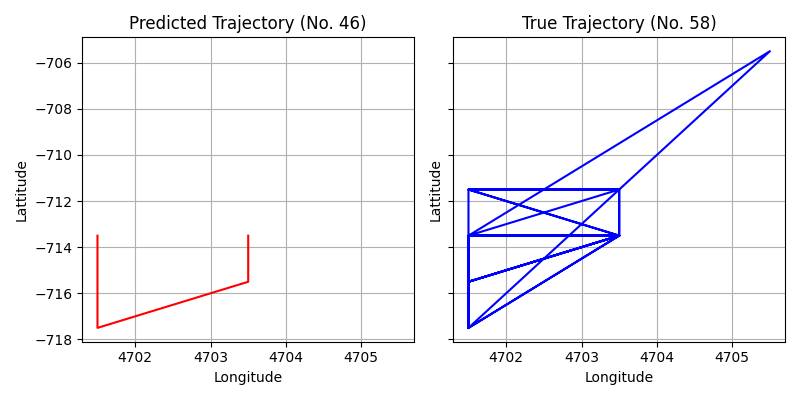 Predicted Trajectory (No. 46)
True Trajectory (No. 58)
Lattitude
−706
−708
−710
−712
−714
−716
−718
4702
4703
4704
4705
Longitude
Lattitude
4702
4703
4704
4705
Longitude